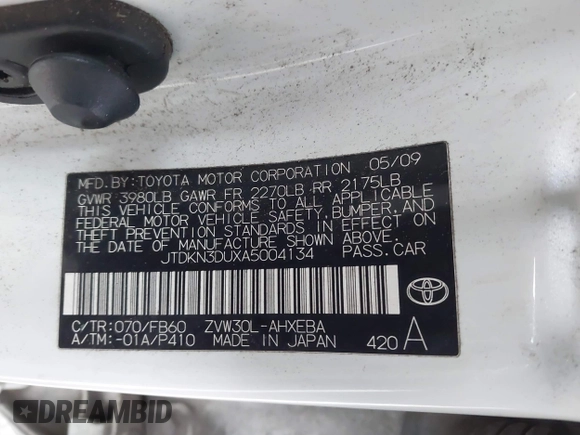 MFD. BY: TOYOTA MOTOR CORPORATION 05/09
GVWR 3980LB GAWR FR 2270LB RR 2175LB
THIS VEHICLE CONFORMS TO ALL APPLICABLE
FEDERAL MOTOR VEHICLE SAFETY, BUMPER, AND
THEFT PREVENTION STANDARDS IN EFFECT ON
THE DATE OF MANUFACTURE SHOWN ABOVE.
JTDKN3DUXA5004134 PASS. CAR
C/TR: 070/FB60 ZVW30L-AHXEBA
A/TM: -01A/P410 MADE IN JAPAN 420 A
TOYOTA
DREAMBID